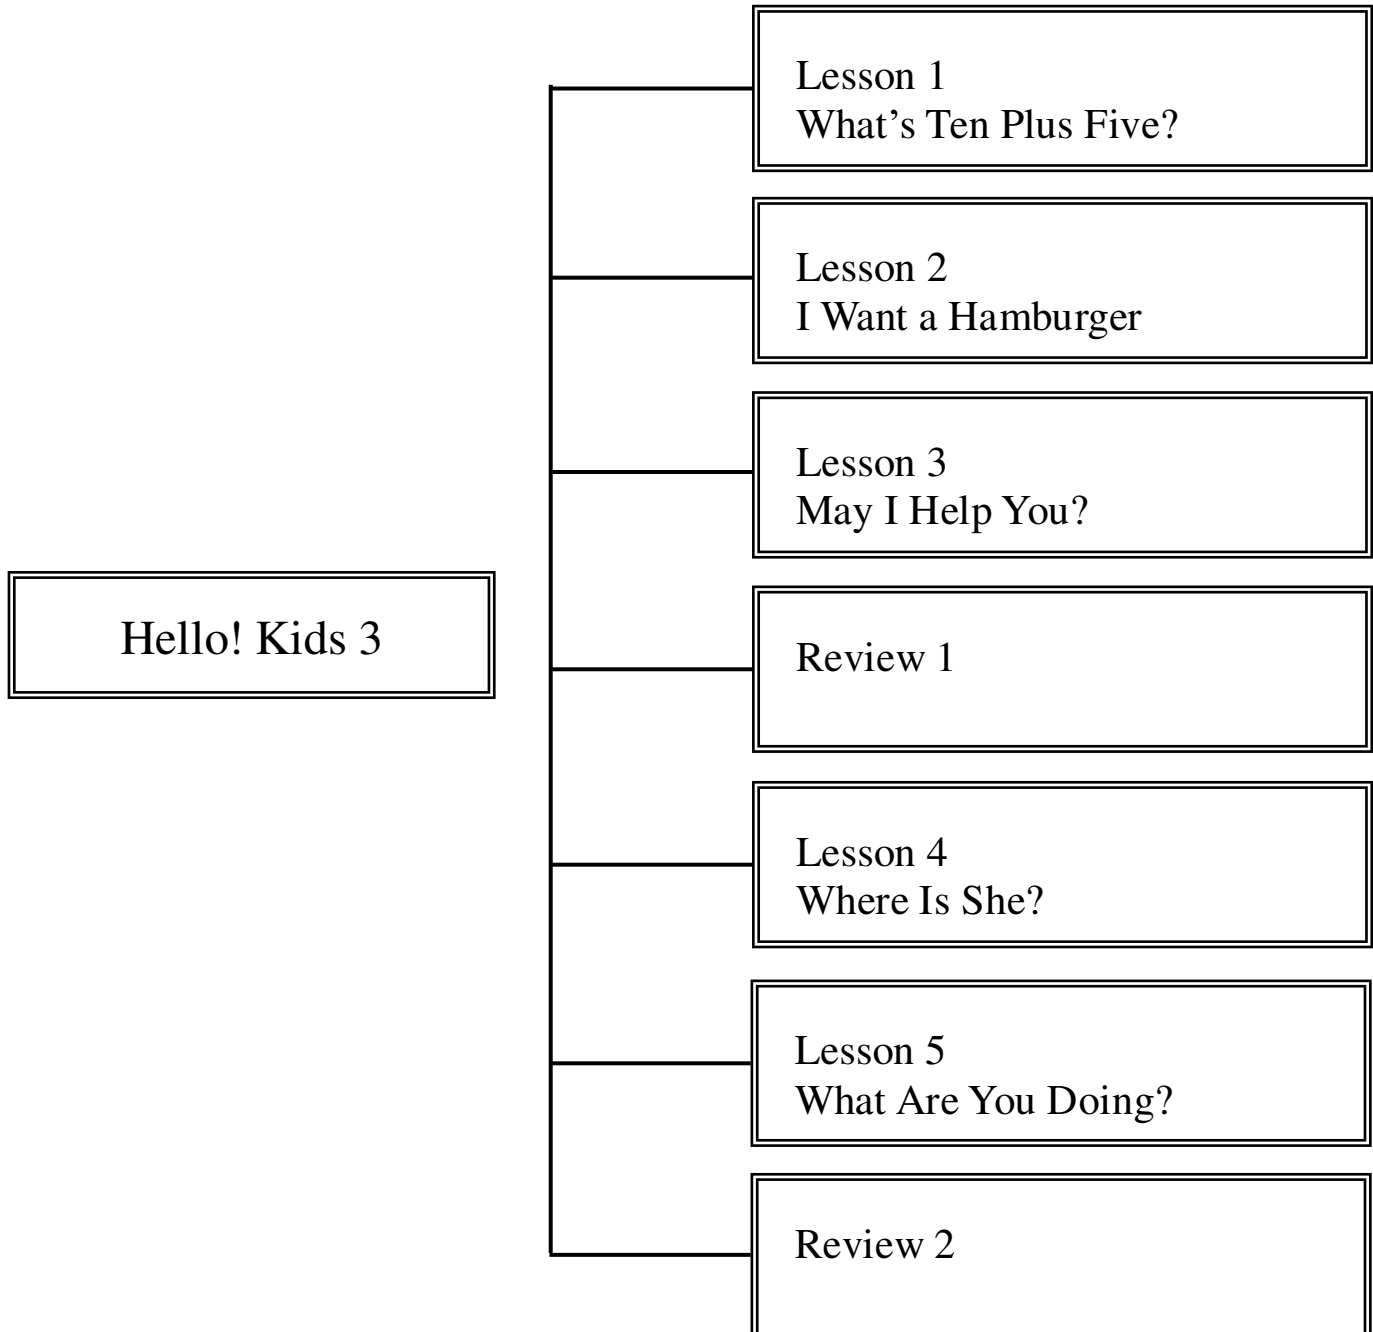 Hello! Kids 3
Lesson 1
What's Ten Plus Five?
Lesson 2
I Want a Hamburger
Lesson 3
May I Help You?
Review 1
Lesson 4
Where Is She?
Lesson 5
What Are You Doing?
Review 2